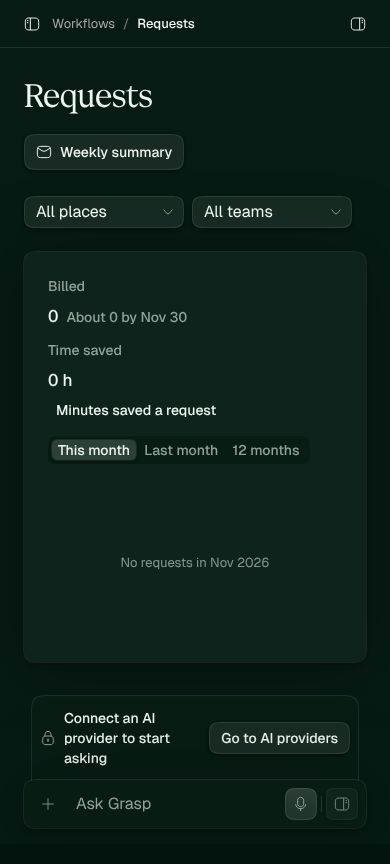 Workflows / Requests
Requests
Weekly summary
All places
All teams
Billed
0 About 0 by Nov 30
Time saved
0 h
Minutes saved a request
This month Last month 12 months
No requests in Nov 2026
Connect an AI
provider to start
asking
Go to AI providers
Ask Grasp